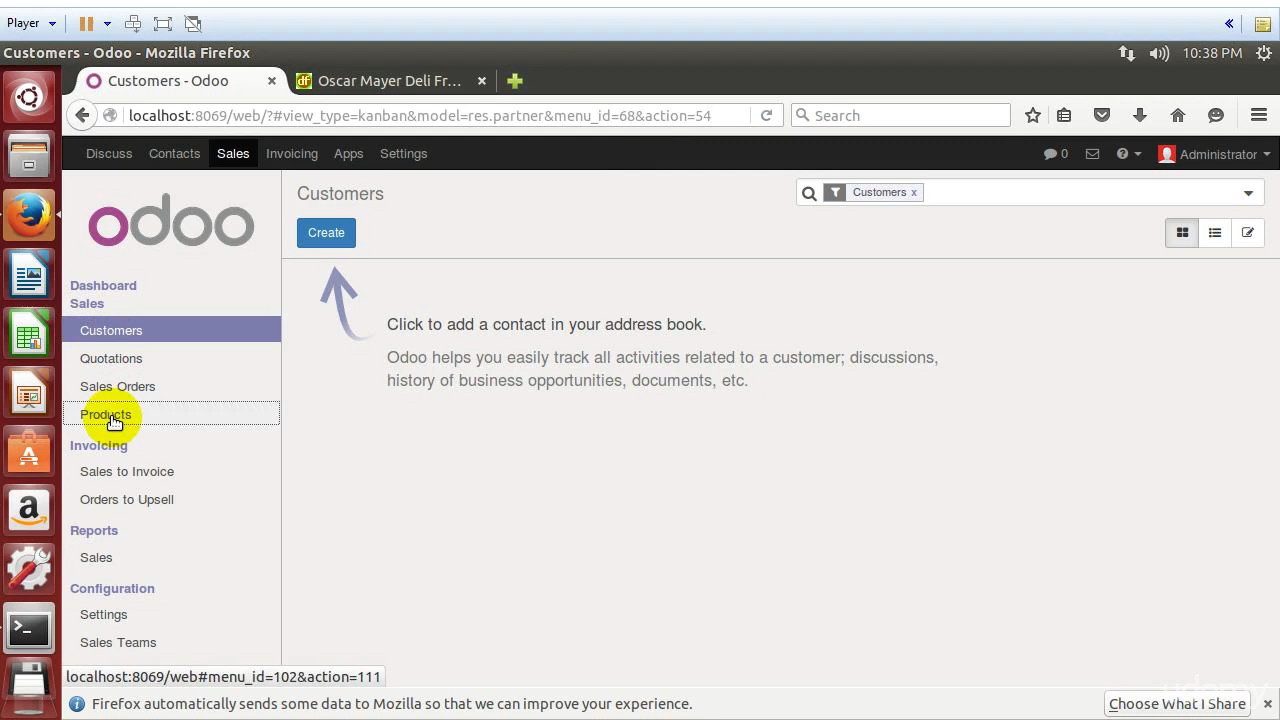 Player
Customers - Odoo - Mozilla Firefox
10:38 PM
Customers - Odoo
Oscar Mayer Deli Fr...
localhost:8069/web/?#view_type=kanban&model=res.partner&menu_id=68&action=54
Search
Discuss Contacts Sales Invoicing Apps Settings
0
Administrator
odoo
Customers
Customers x
Create
Dashboard
Sales
Customers
Quotations
Sales Orders
Products
Invoicing
Sales to Invoice
Orders to Upsell
Reports
Sales
Configuration
Settings
Sales Teams
Click to add a contact in your address book.
Odoo helps you easily track all activities related to a customer; discussions,
history of business opportunities, documents, etc.
localhost:8069/web#menu_id=102&action=111
Firefox automatically sends some data to Mozilla so that we can improve your experience.
Choose What I Share
udemy